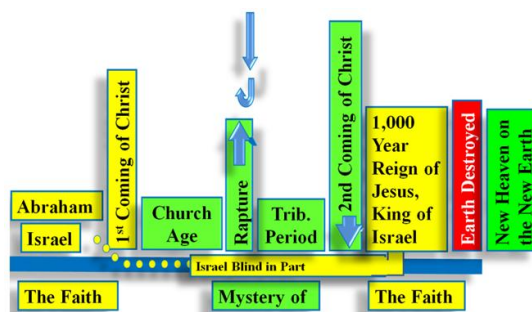 Abraham
Israel
1st Coming of Christ
Church
Age
Rapture
Trib.
Period
2nd Coming of Christ
1,000
Year
Reign of
Jesus,
King of
Israel
Earth Destroyed
New Heaven on
the New Earth
Israel Blind in Part
The Faith
Mystery of
The Faith